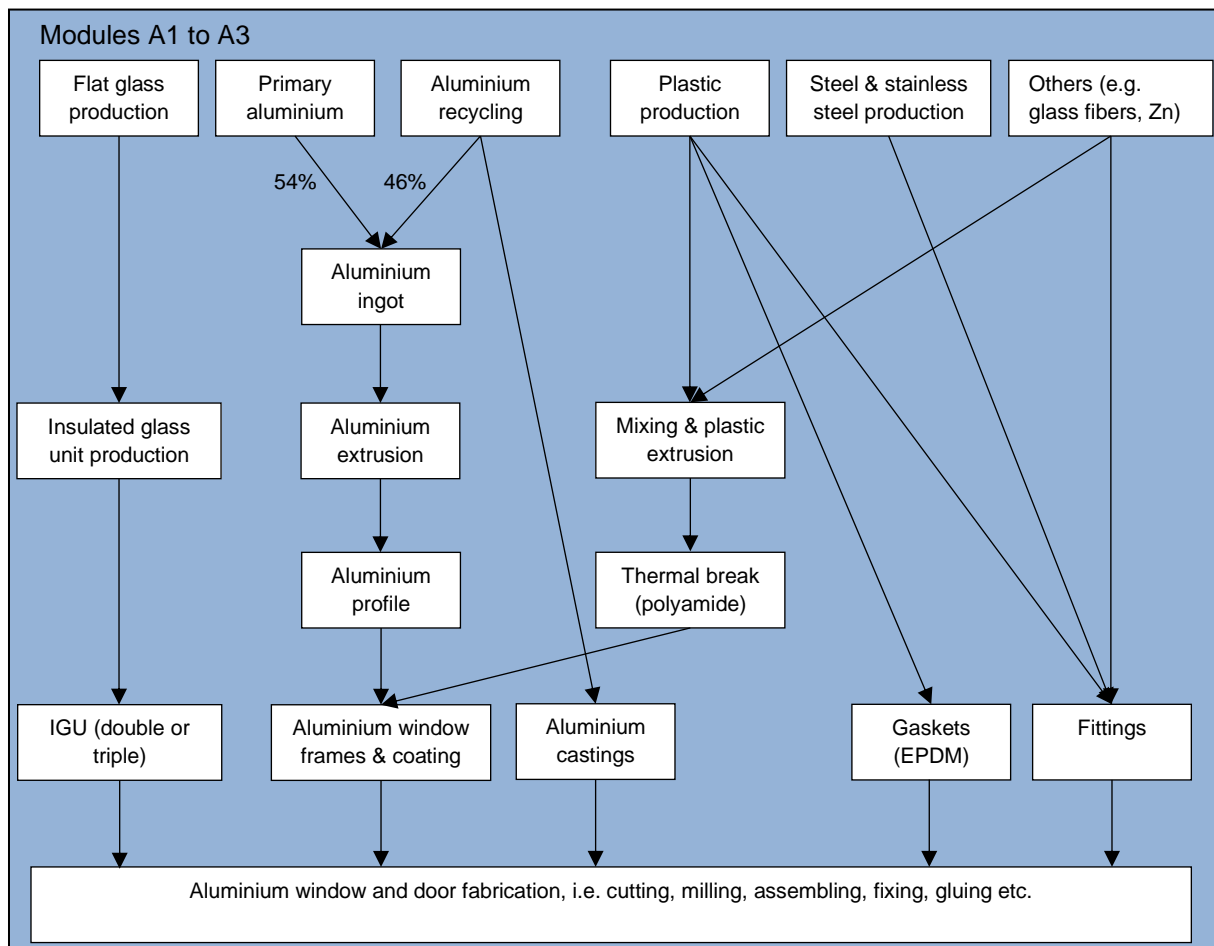 Modules A1 to A3
Flat glass
production
Primary
aluminium
Aluminium
recycling
Plastic
production
Steel & stainless
steel production
Others (e.g.
glass fibers, Zn)
54%
46%
Aluminium
ingot
Insulated glass
unit production
Aluminium
extrusion
Mixing & plastic
extrusion
Aluminium
profile
Thermal break
(polyamide)
IGU (double or
triple)
Aluminium window
frames & coating
Aluminium
castings
Gaskets
(EPDM)
Fittings
Aluminium window and door fabrication, i.e. cutting, milling, assembling, fixing, gluing etc.